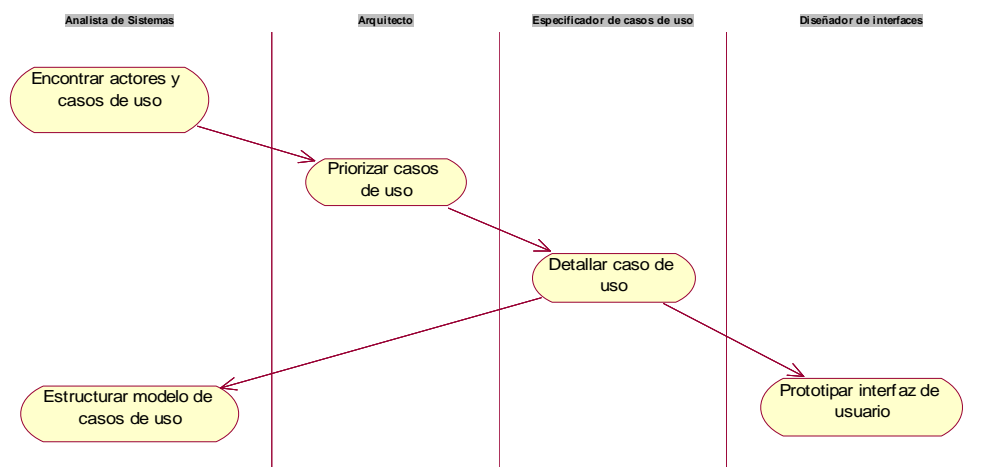 Analista de Sistemas
Arquitecto
Especificador de casos de uso
Diseñador de interfaces
Encontrar actores y
casos de uso
Priorizar casos
de uso
Detallar caso de
uso
Estructurar modelo de
casos de uso
Prototipar interfaz de
usuario